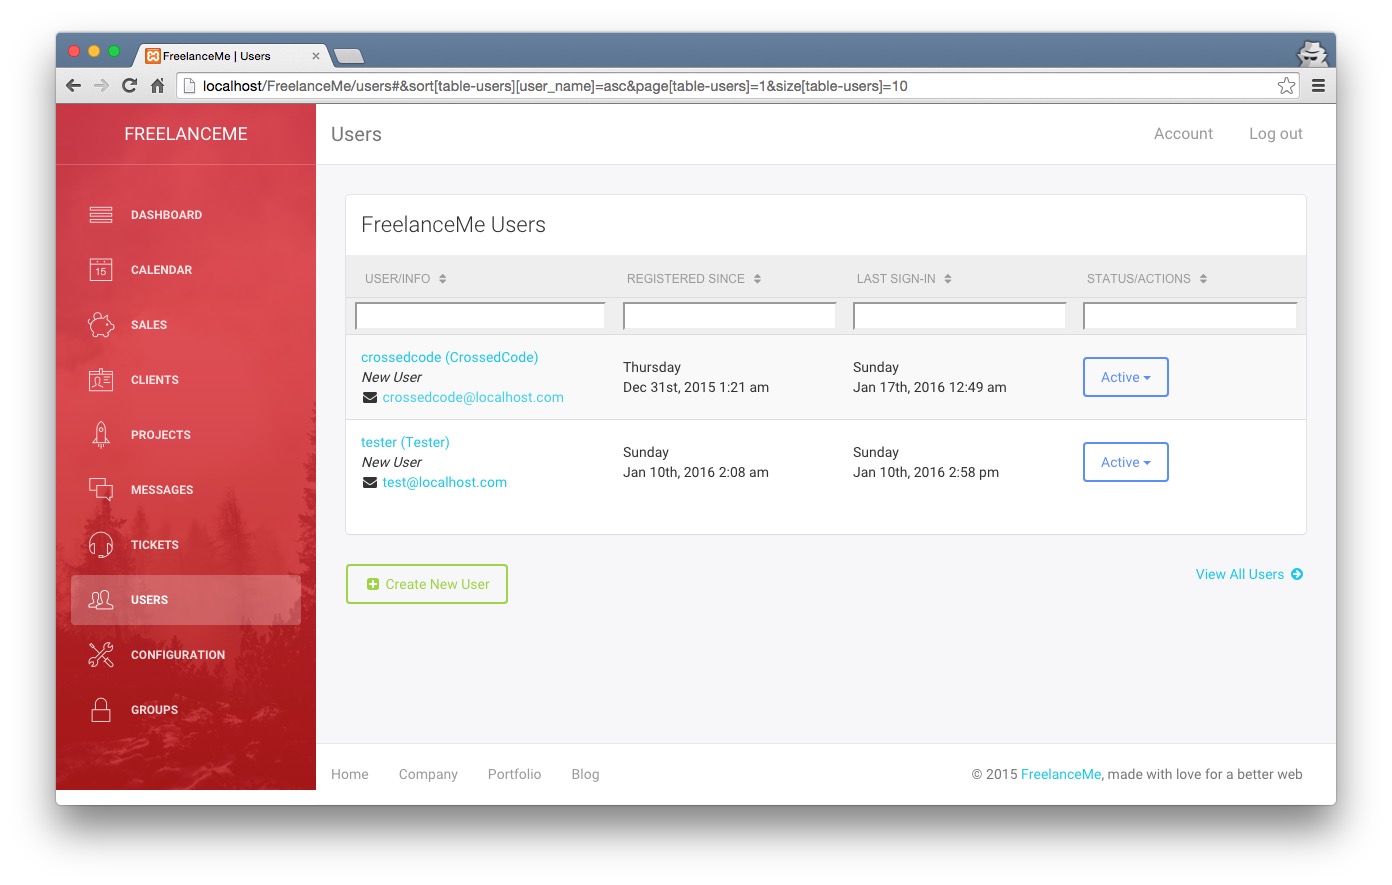 FreelanceMe | Users
localhost/FreelanceMe/users#&sort[table-users][user_name]=asc&page[table-users]=1&size[table-users]=10
FREELANCEME
Users
Account
Log out
DASHBOARD
15
CALENDAR
SALES
CLIENTS
PROJECTS
MESSAGES
TICKETS
USERS
CONFIGURATION
GROUPS
FreelanceMe Users
USER/INFO
REGISTERED SINCE
LAST SIGN-IN
STATUS/ACTIONS
crossedcode (CrossedCode)
New User
crossedcode@localhost.com
Thursday
Dec 31st, 2015 1:21 am
Sunday
Jan 17th, 2016 12:49 am
Active
tester (Tester)
New User
test@localhost.com
Sunday
Jan 10th, 2016 2:08 am
Sunday
Jan 10th, 2016 2:58 pm
Active
Create New User
View All Users
Home
Company
Portfolio
Blog
© 2015 FreelanceMe, made with love for a better web